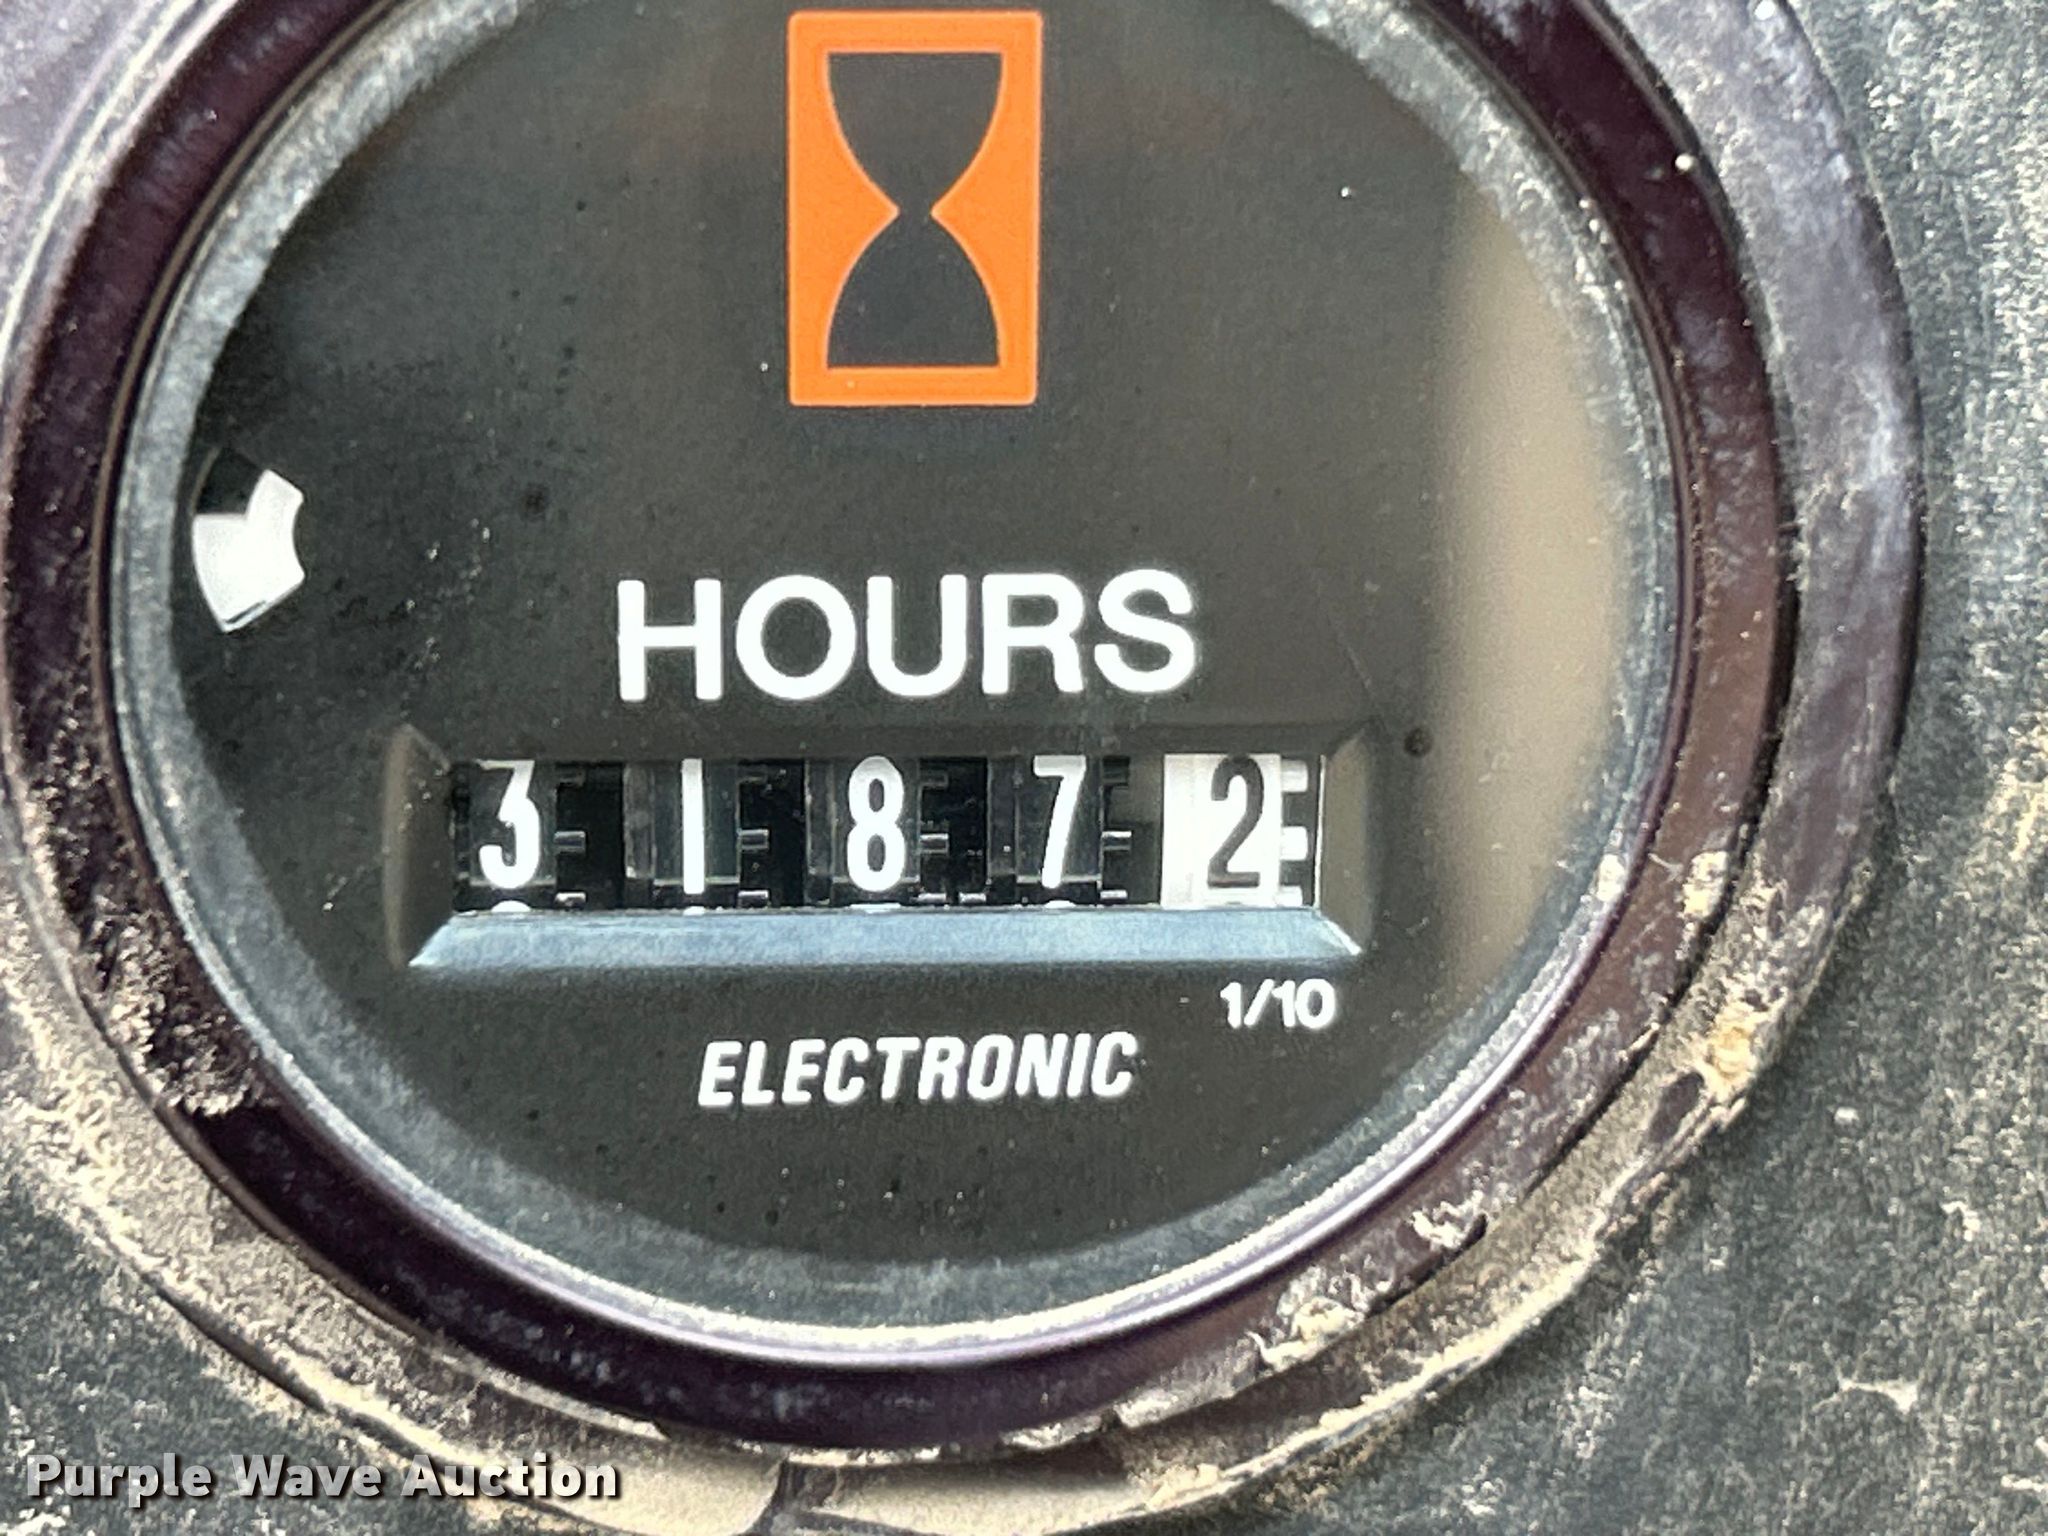 HOURS
3 1 8 7 2
1/10
ELECTRONIC
Purple Wave Auction